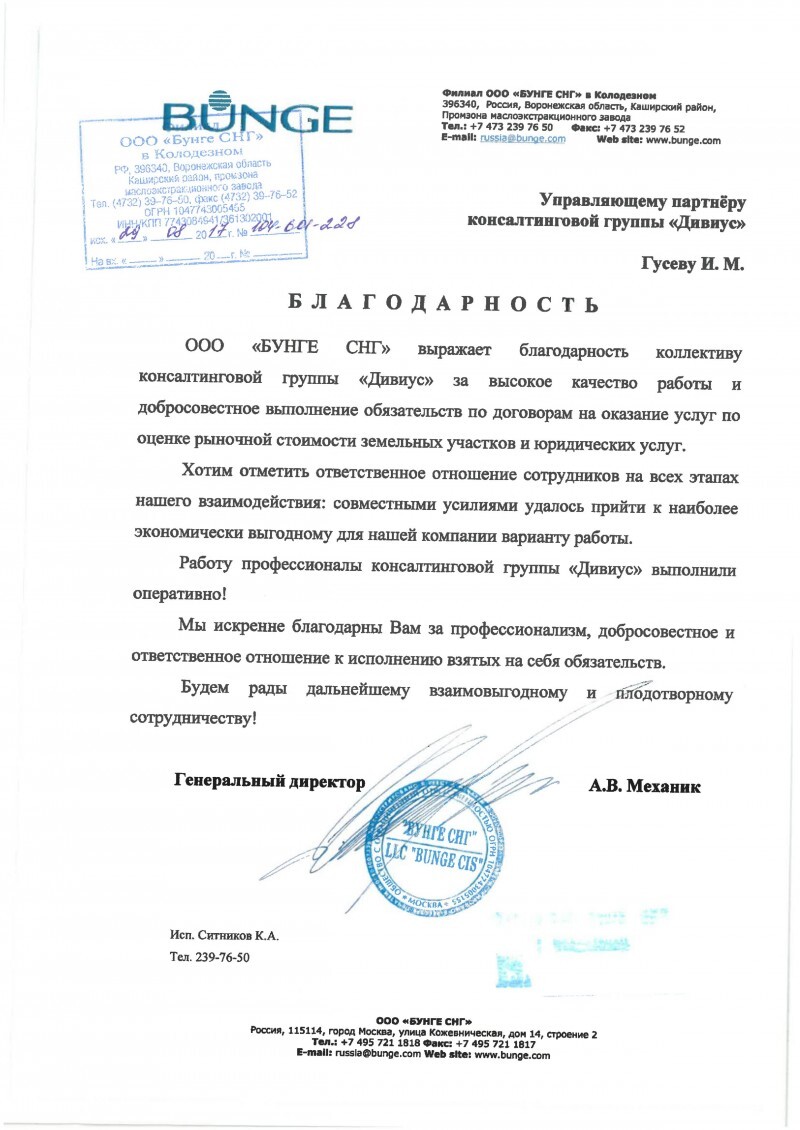 BUNGE
Филиал ООО «БУНГЕ СНГ» в Колодезном
396340, Россия, Воронежская область, Каширский район,
Промзона маслоэкстракционного завода
Тел.: +7 473 239 76 50 Факс: +7 473 239 76 52
E-mail: russia@bunge.com Web site: www.bunge.com
ООО «Бунге СНГ»
в Колодезном
РФ, 396340, Воронежская область
Каширский район, промзона
маслоэкстракционного завода
Тел. (4732) 39-76-50, факс (4732) 39-76-52
ОГРН 1047743005465
ИНН/КПП 7743084641/361302001
исх. «29» 08 2017 г. № 104-601-228
На вх. «____» ______ 20___г. №______
Управляющему партнёру
консалтинговой группы «Дивиус»
Гусеву И. М.
БЛАГОДАРНОСТЬ
ООО «БУНГЕ СНГ» выражает благодарность коллективу
консалтинговой группы «Дивиус» за высокое качество работы и
добросовестное выполнение обязательств по договорам на оказание услуг по
оценке рыночной стоимости земельных участков и юридических услуг.
Хотим отметить ответственное отношение сотрудников на всех этапах
нашего взаимодействия: совместными усилиями удалось прийти к наиболее
экономически выгодному для нашей компании варианту работы.
Работу профессионалы консалтинговой группы «Дивиус» выполнили
оперативно!
Мы искренне благодарны Вам за профессионализм, добросовестное и
ответственное отношение к исполнению взятых на себя обязательств.
Будем рады дальнейшему взаимовыгодному и плодотворному
сотрудничеству!
Генеральный директор А.В. Механик
"БУНГЕ СНГ"
LLC "BUNGE CIS"
МОСКВА
Исп. Ситников К.А.
Тел. 239-76-50
ООО «БУНГЕ СНГ»
Россия, 115114, город Москва, улица Кожевническая, дом 14, строение 2
Тел.: +7 495 721 1818 Факс: +7 495 721 1817
E-mail: russia@bunge.com Web site: www.bunge.com